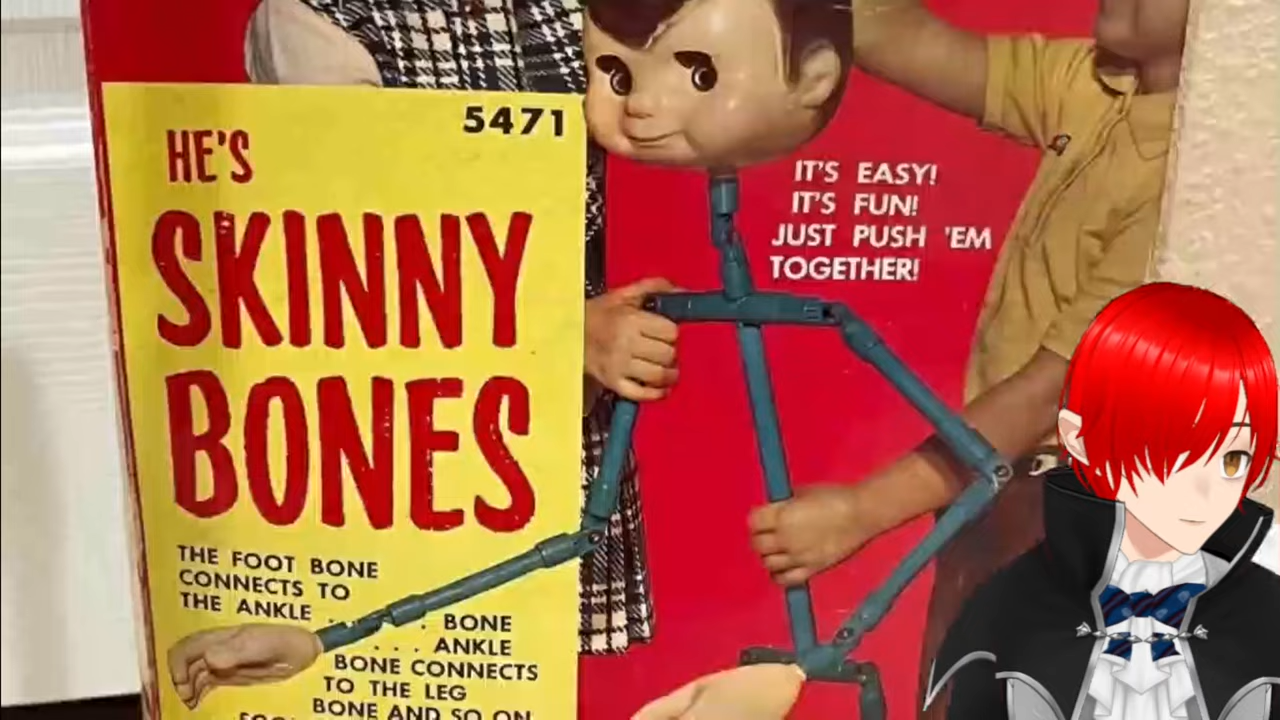 5471
HE'S
SKINNY
BONES
THE FOOT BONE
CONNECTS TO
THE ANKLE . . . . BONE
. . . ANKLE
BONE CONNECTS
TO THE LEG
BONE AND SO ON
IT'S EASY!
IT'S FUN!
JUST PUSH 'EM
TOGETHER!